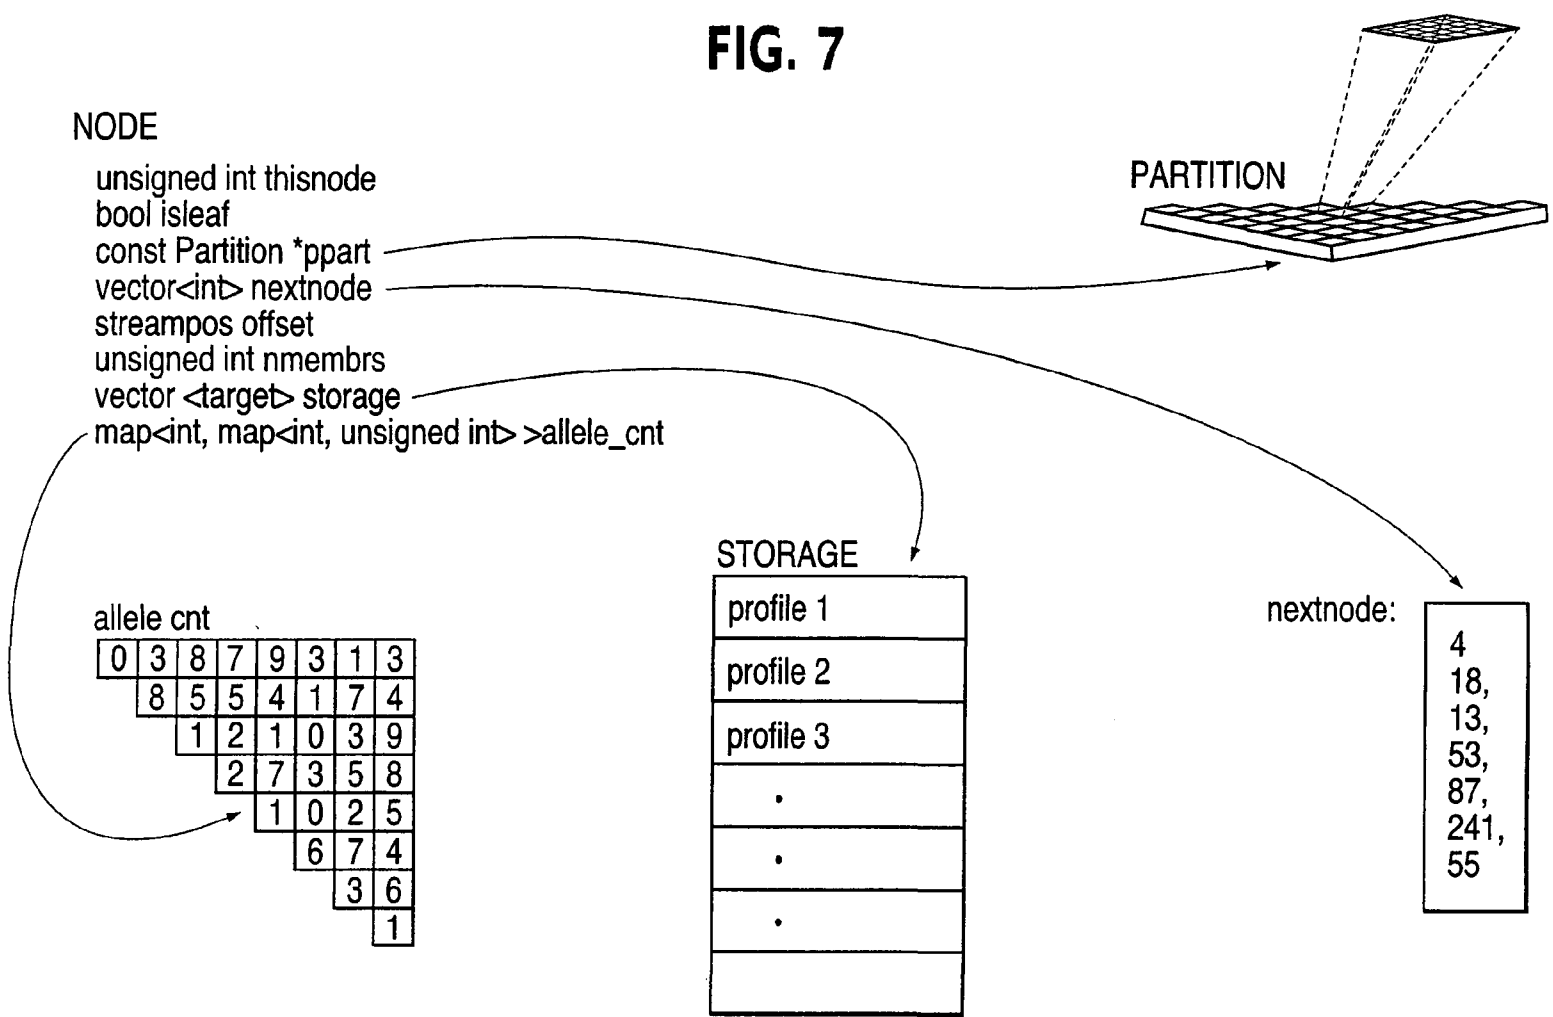 FIG. 7
NODE
unsigned int thisnode
bool isleaf
const Partition *ppart
vector<int> nextnode
streampos offset
unsigned int nmembrs
vector <target> storage
map<int, map<int, unsigned int> >allele_cnt
PARTITION
allele cnt
0 3 8 7 9 3 1 3
8 5 5 4 1 7 4
1 2 1 0 3 9
2 7 3 5 8
1 0 2 5
6 7 4
3 6
1
STORAGE
profile 1
profile 2
profile 3
.
.
.
nextnode:
4
18,
13,
53,
87,
241,
55